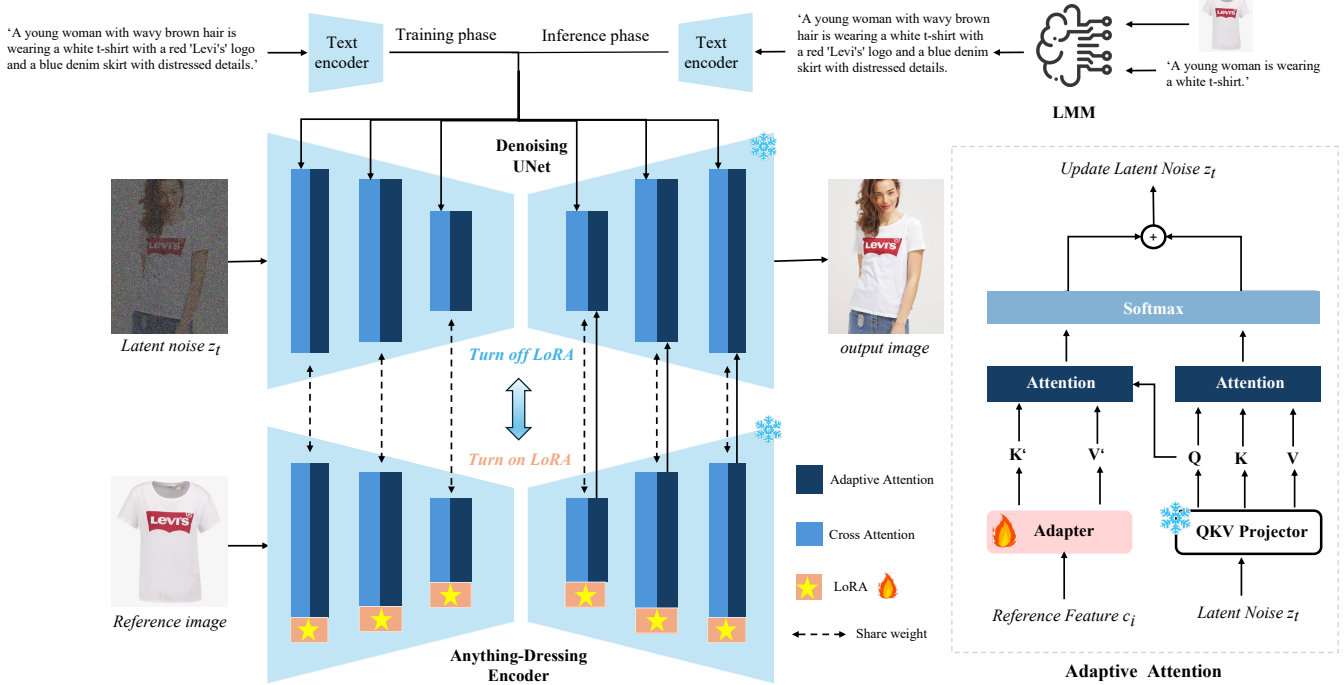 ‘A young woman with wavy brown hair is
wearing a white t-shirt with a red 'Levi's' logo
and a blue denim skirt with distressed details.’
Text
encoder
Training phase
Inference phase
Text
encoder
‘A young woman with wavy brown
hair is wearing a white t-shirt with
a red 'Levi's' logo and a blue denim
skirt with distressed details.
LMM
‘A young woman is wearing
a white t-shirt.’
Denoising
UNet
LEVI'S
Latent noise z_t
LEVI'S
output image
Turn off LoRA
Turn on LoRA
LEVI'S
Reference image
Anything-Dressing
Encoder
Adaptive Attention
Cross Attention
LoRA
Share weight
Update Latent Noise z_t
+
Softmax
Attention
Attention
K‘
V‘
Q
K
V
Adapter
QKV Projector
Reference Feature c_i
Latent Noise z_t
Adaptive Attention